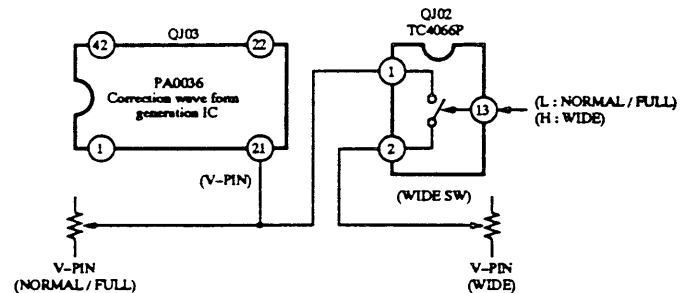 QJ02
TC4066P
42
QJ03
22
PA0036
Correction wave form
generation IC
1
21
(V-PIN)
1
13
2
(L : NORMAL / FULL)
(H : WIDE)
(WIDE SW)
V-PIN
(NORMAL / FULL)
V-PIN
(WIDE)